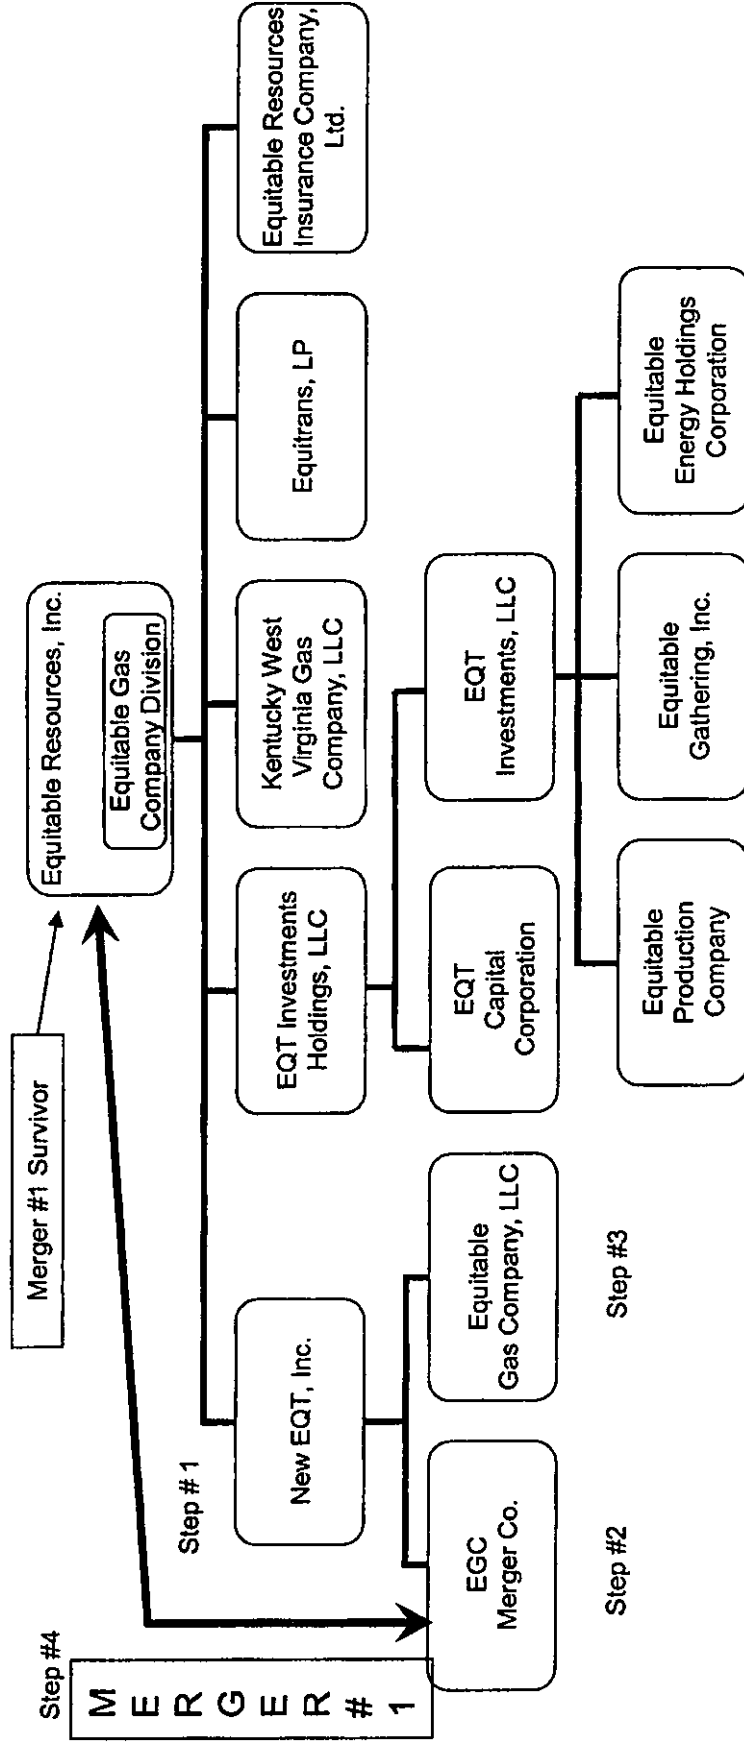 Step #4
M
E
R
G
E
R
#
1
Merger #1 Survivor
Equitable Resources, Inc.
Equitable Gas
Company Division
Step # 1
New EQT, Inc.
EQT Investments
Holdings, LLC
Kentucky West
Virginia Gas
Company, LLC
Equitrans, LP
Equitable Resources
Insurance Company,
Ltd.
EGC
Merger Co.
Equitable
Gas Company, LLC
EQT
Capital
Corporation
EQT
Investments, LLC
Step #2
Step #3
Equitable
Production
Company
Equitable
Gathering, Inc.
Equitable
Energy Holdings
Corporation